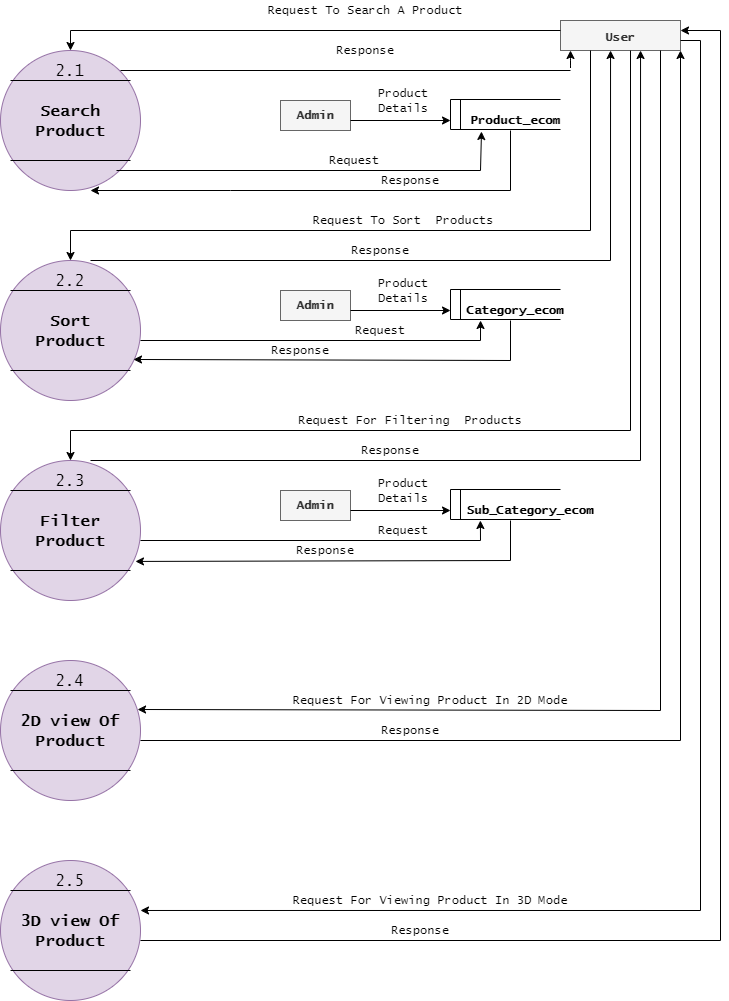 Request To Search A Product
User
Response
2.1
Search
Product
Admin
Product
Details
Product_ecom
Request
Response
Request To Sort  Products
Response
2.2
Sort
Product
Admin
Product
Details
Category_ecom
Request
Response
Request For Filtering  Products
Response
2.3
Filter
Product
Admin
Product
Details
Sub_Category_ecom
Request
Response
2.4
2D view Of
Product
Request For Viewing Product In 2D Mode
Response
2.5
3D view Of
Product
Request For Viewing Product In 3D Mode
Response